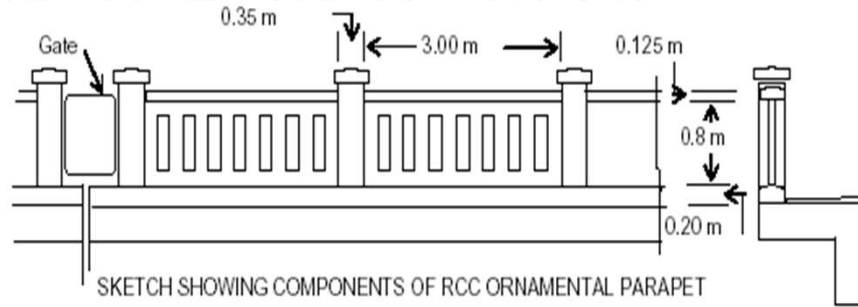 0.35 m
Gate
3.00 m
0.125 m
0.8 m
0.20 m
SKETCH SHOWING COMPONENTS OF RCC ORNAMENTAL PARAPET